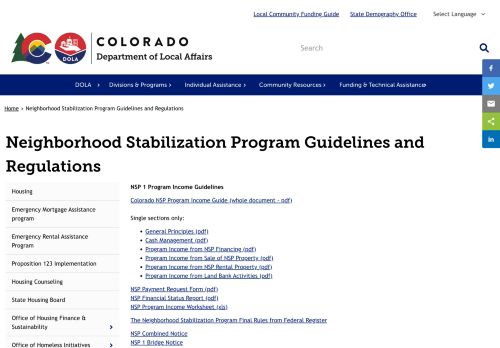 Local Community Funding Guide
State Demography Office
Select Language
COLORADO
Department of Local Affairs
DOLA
Search
DOLA
Divisions & Programs
Individual Assistance
Community Resources
Funding & Technical Assistance
Home › Neighborhood Stabilization Program Guidelines and Regulations
Neighborhood Stabilization Program Guidelines and
Regulations
Housing
Emergency Mortgage Assistance
program
Emergency Rental Assistance
Program
Proposition 123 Implementation
Housing Counseling
State Housing Board
Office of Housing Finance &
Sustainability
Office of Homeless Initiatives
NSP 1 Program Income Guidelines
Colorado NSP Program Income Guide (whole document - pdf)
Single sections only:
General Principles (pdf)
Cash Management (pdf)
Program Income from NSP Financing (pdf)
Program Income from Sale of NSP Property (pdf)
Program Income from NSP Rental Property (pdf)
Program Income from Land Bank Activities (pdf)
NSP Payment Request Form (pdf)
NSP Financial Status Report (pdf)
NSP Program Income Worksheet (xls)
The Neighborhood Stabilization Program Final Rules from Federal Register
NSP Combined Notice
NSP 1 Bridge Notice